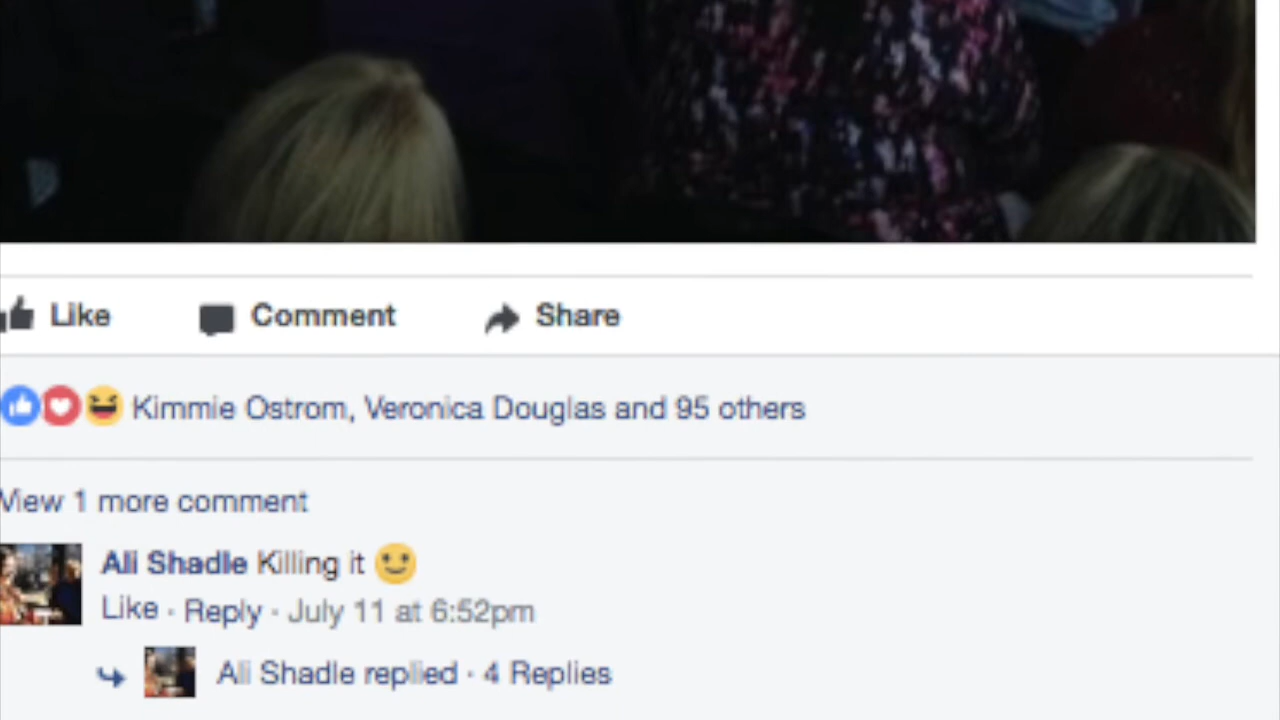 Like Comment Share
Kimmie Ostrom, Veronica Douglas and 95 others
View 1 more comment
Ali Shadle Killing it
Like · Reply · July 11 at 6:52pm
Ali Shadle replied · 4 Replies